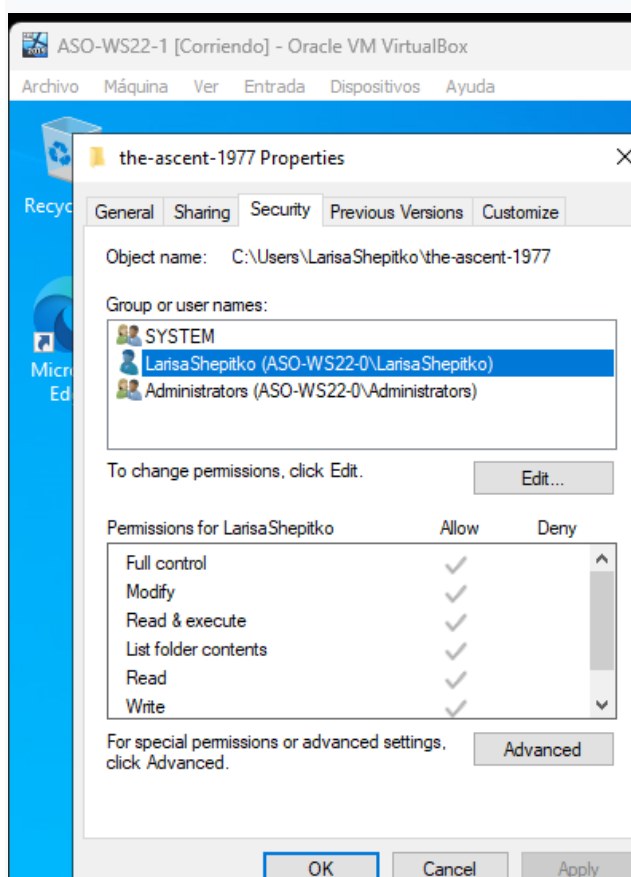 ASO-WS22-1 [Corriendo] - Oracle VM VirtualBox
Archivo Máquina Ver Entrada Dispositivos Ayuda
the-ascent-1977 Properties
Recyc
General Sharing Security Previous Versions Customize
Object name: C:\Users\LarisaShepitko\the-ascent-1977
Group or user names:
SYSTEM
LarisaShepitko (ASO-WS22-0\LarisaShepitko)
Administrators (ASO-WS22-0\Administrators)
Micr
Ed
To change permissions, click Edit.
Edit...
Permissions for LarisaShepitko Allow Deny
Full control
Modify
Read & execute
List folder contents
Read
Write
For special permissions or advanced settings,
click Advanced.
Advanced
OK Cancel Apply